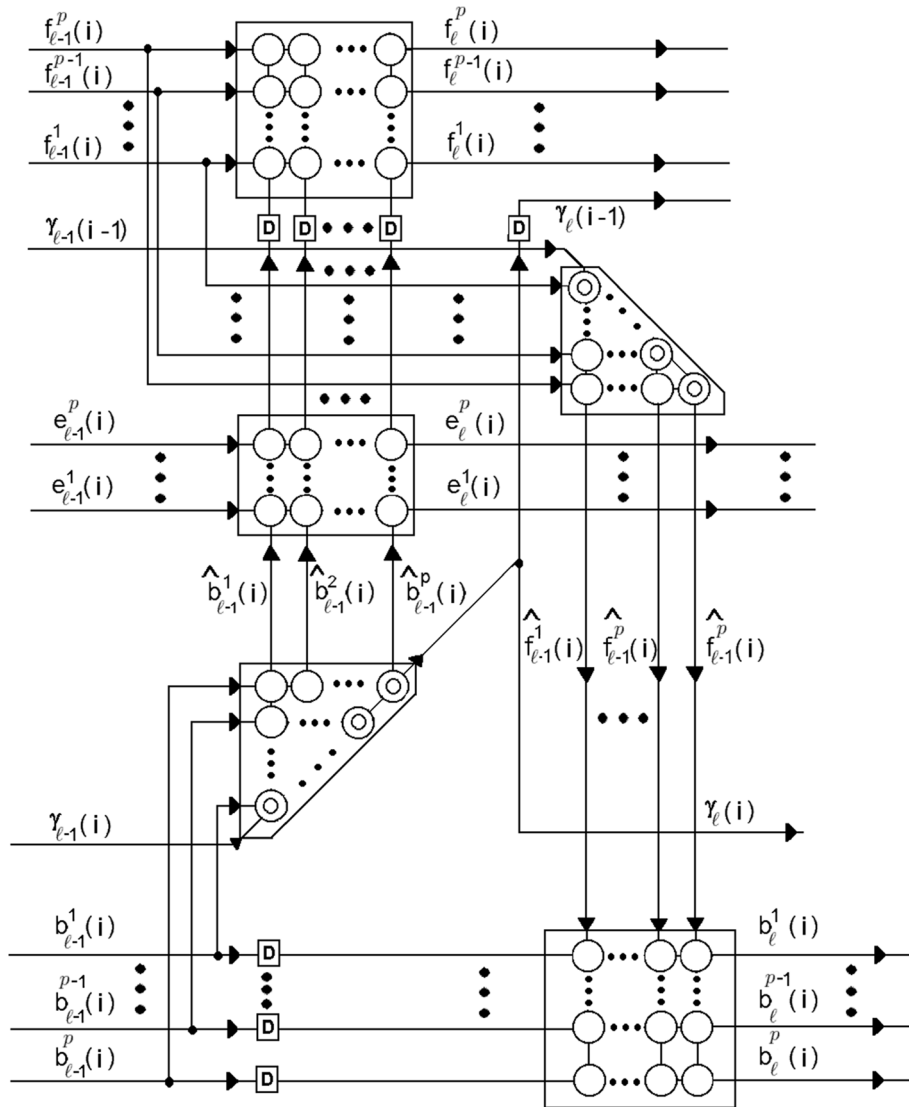 f^p_{ℓ-1}(i) f^p_ℓ(i)
f^{p-1}_{ℓ-1}(i) f^{p-1}_ℓ(i)
f^1_{ℓ-1}(i) f^1_ℓ(i)
γ_{ℓ-1}(i-1) D D D D γ_ℓ(i-1)
e^p_{ℓ-1}(i) e^p_ℓ(i)
e^1_{ℓ-1}(i) e^1_ℓ(i)
b̂^1_{ℓ-1}(i) b̂^2_{ℓ-1}(i) b̂^p_{ℓ-1}(i)
f̂^1_{ℓ-1}(i) f̂^p_{ℓ-1}(i) f̂^p_{ℓ-1}(i)
γ_{ℓ-1}(i) γ_ℓ(i)
b^1_{ℓ-1}(i) D b^1_ℓ(i)
b^{p-1}_{ℓ-1}(i) D b^{p-1}_ℓ(i)
b^p_{ℓ-1}(i) D b^p_ℓ(i)